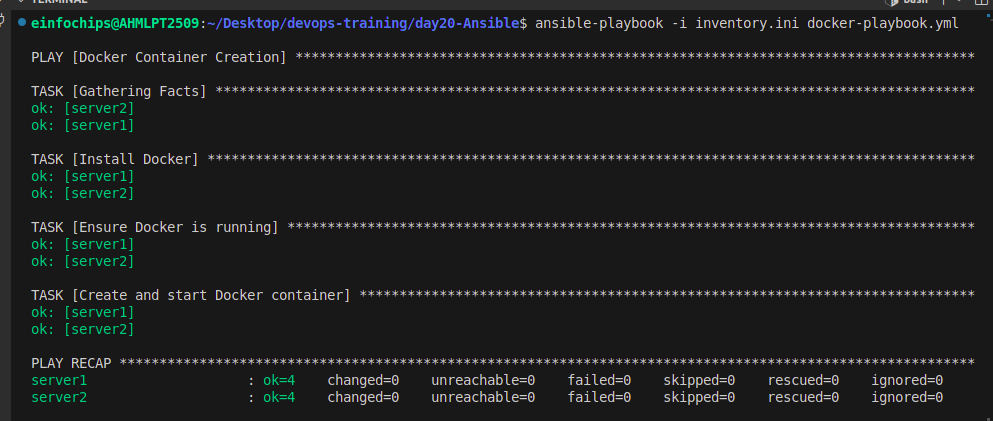 TERMINAL
einfochips@AHMLPT2509:~/Desktop/devops-training/day20-Ansible$ ansible-playbook -i inventory.ini docker-playbook.yml
PLAY [Docker Container Creation] *************************************************************************************
TASK [Gathering Facts] ***********************************************************************************************
ok: [server2]
ok: [server1]
TASK [Install Docker] ************************************************************************************************
ok: [server1]
ok: [server2]
TASK [Ensure Docker is running] **************************************************************************************
ok: [server1]
ok: [server2]
TASK [Create and start Docker container] *****************************************************************************
ok: [server1]
ok: [server2]
PLAY RECAP ***********************************************************************************************************
server1 : ok=4 changed=0 unreachable=0 failed=0 skipped=0 rescued=0 ignored=0
server2 : ok=4 changed=0 unreachable=0 failed=0 skipped=0 rescued=0 ignored=0